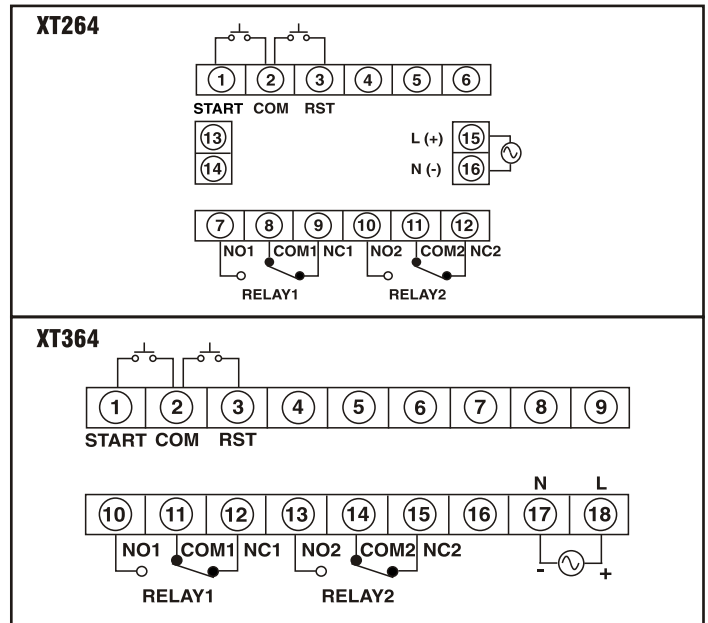 XT264
1 2 3 4 5 6
START COM RST
13 L (+) 15
14 N (-) 16
7 8 9 10 11 12
NO1 COM1 NC1 NO2 COM2 NC2
RELAY1 RELAY2
XT364
1 2 3 4 5 6 7 8 9
START COM RST
N L
10 11 12 13 14 15 16 17 18
NO1 COM1 NC1 NO2 COM2 NC2
- +
RELAY1 RELAY2